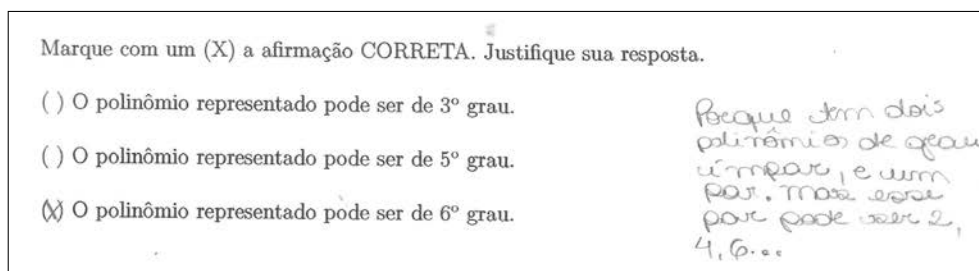 Marque com um (X) a afirmação CORRETA. Justifique sua resposta.
( ) O polinômio representado pode ser de 3º grau.
( ) O polinômio representado pode ser de 5º grau.
(X) O polinômio representado pode ser de 6º grau.
Porque tem dois
polinômios de grau
ímpar, e um
par. Mas esse
par pode ser 2,
4, 6...